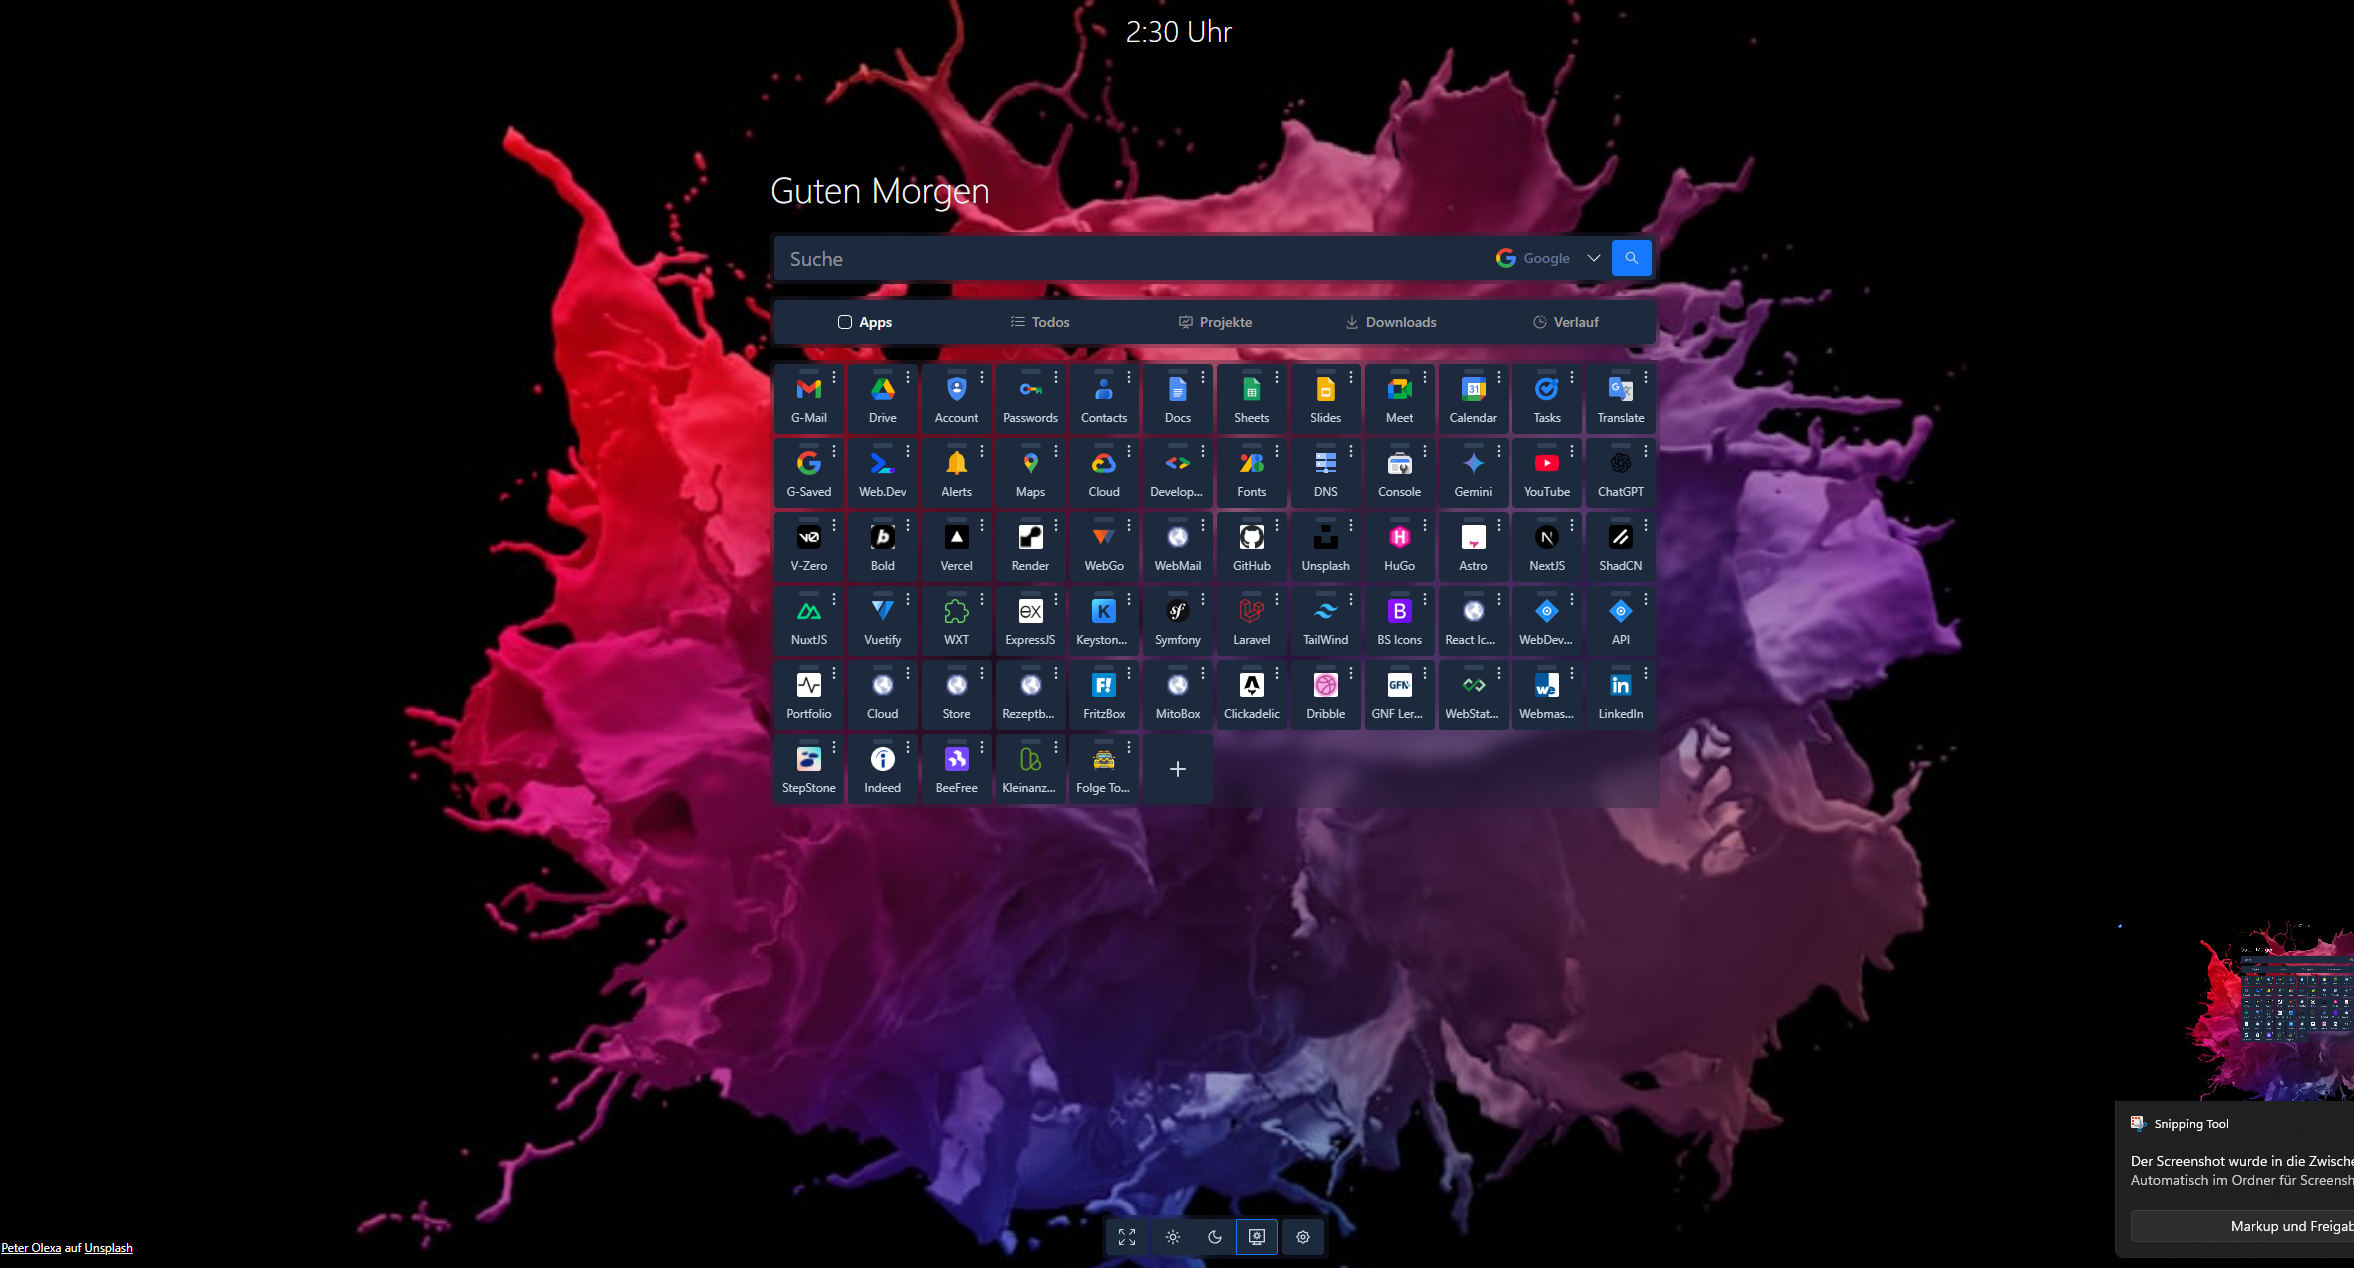 2:30 Uhr
Guten Morgen
Suche
Google
Apps
Todos
Projekte
Downloads
Verlauf
G-Mail
Drive
Account
Passwords
Contacts
Docs
Sheets
Slides
Meet
Calendar
Tasks
Translate
G-Saved
Web.Dev
Alerts
Maps
Cloud
Develop...
Fonts
DNS
Console
Gemini
YouTube
ChatGPT
V-Zero
Bold
Vercel
Render
WebGo
WebMail
GitHub
Unsplash
HuGo
Astro
NextJS
ShadCN
NuxtJS
Vuetify
WXT
ExpressJS
Keyston...
Symfony
Laravel
TailWind
BS Icons
React Ic...
WebDev...
API
Portfolio
Cloud
Store
Rezeptb...
FritzBox
MitoBox
Clickadelic
Dribble
GNF Ler...
WebStat...
Webmas...
LinkedIn
StepStone
Indeed
BeeFree
Kleinanz...
Folge To...
Snipping Tool
Der Screenshot wurde in die Zwische
Automatisch im Ordner für Screensh
Markup und Freigab
Peter Olexa auf Unsplash